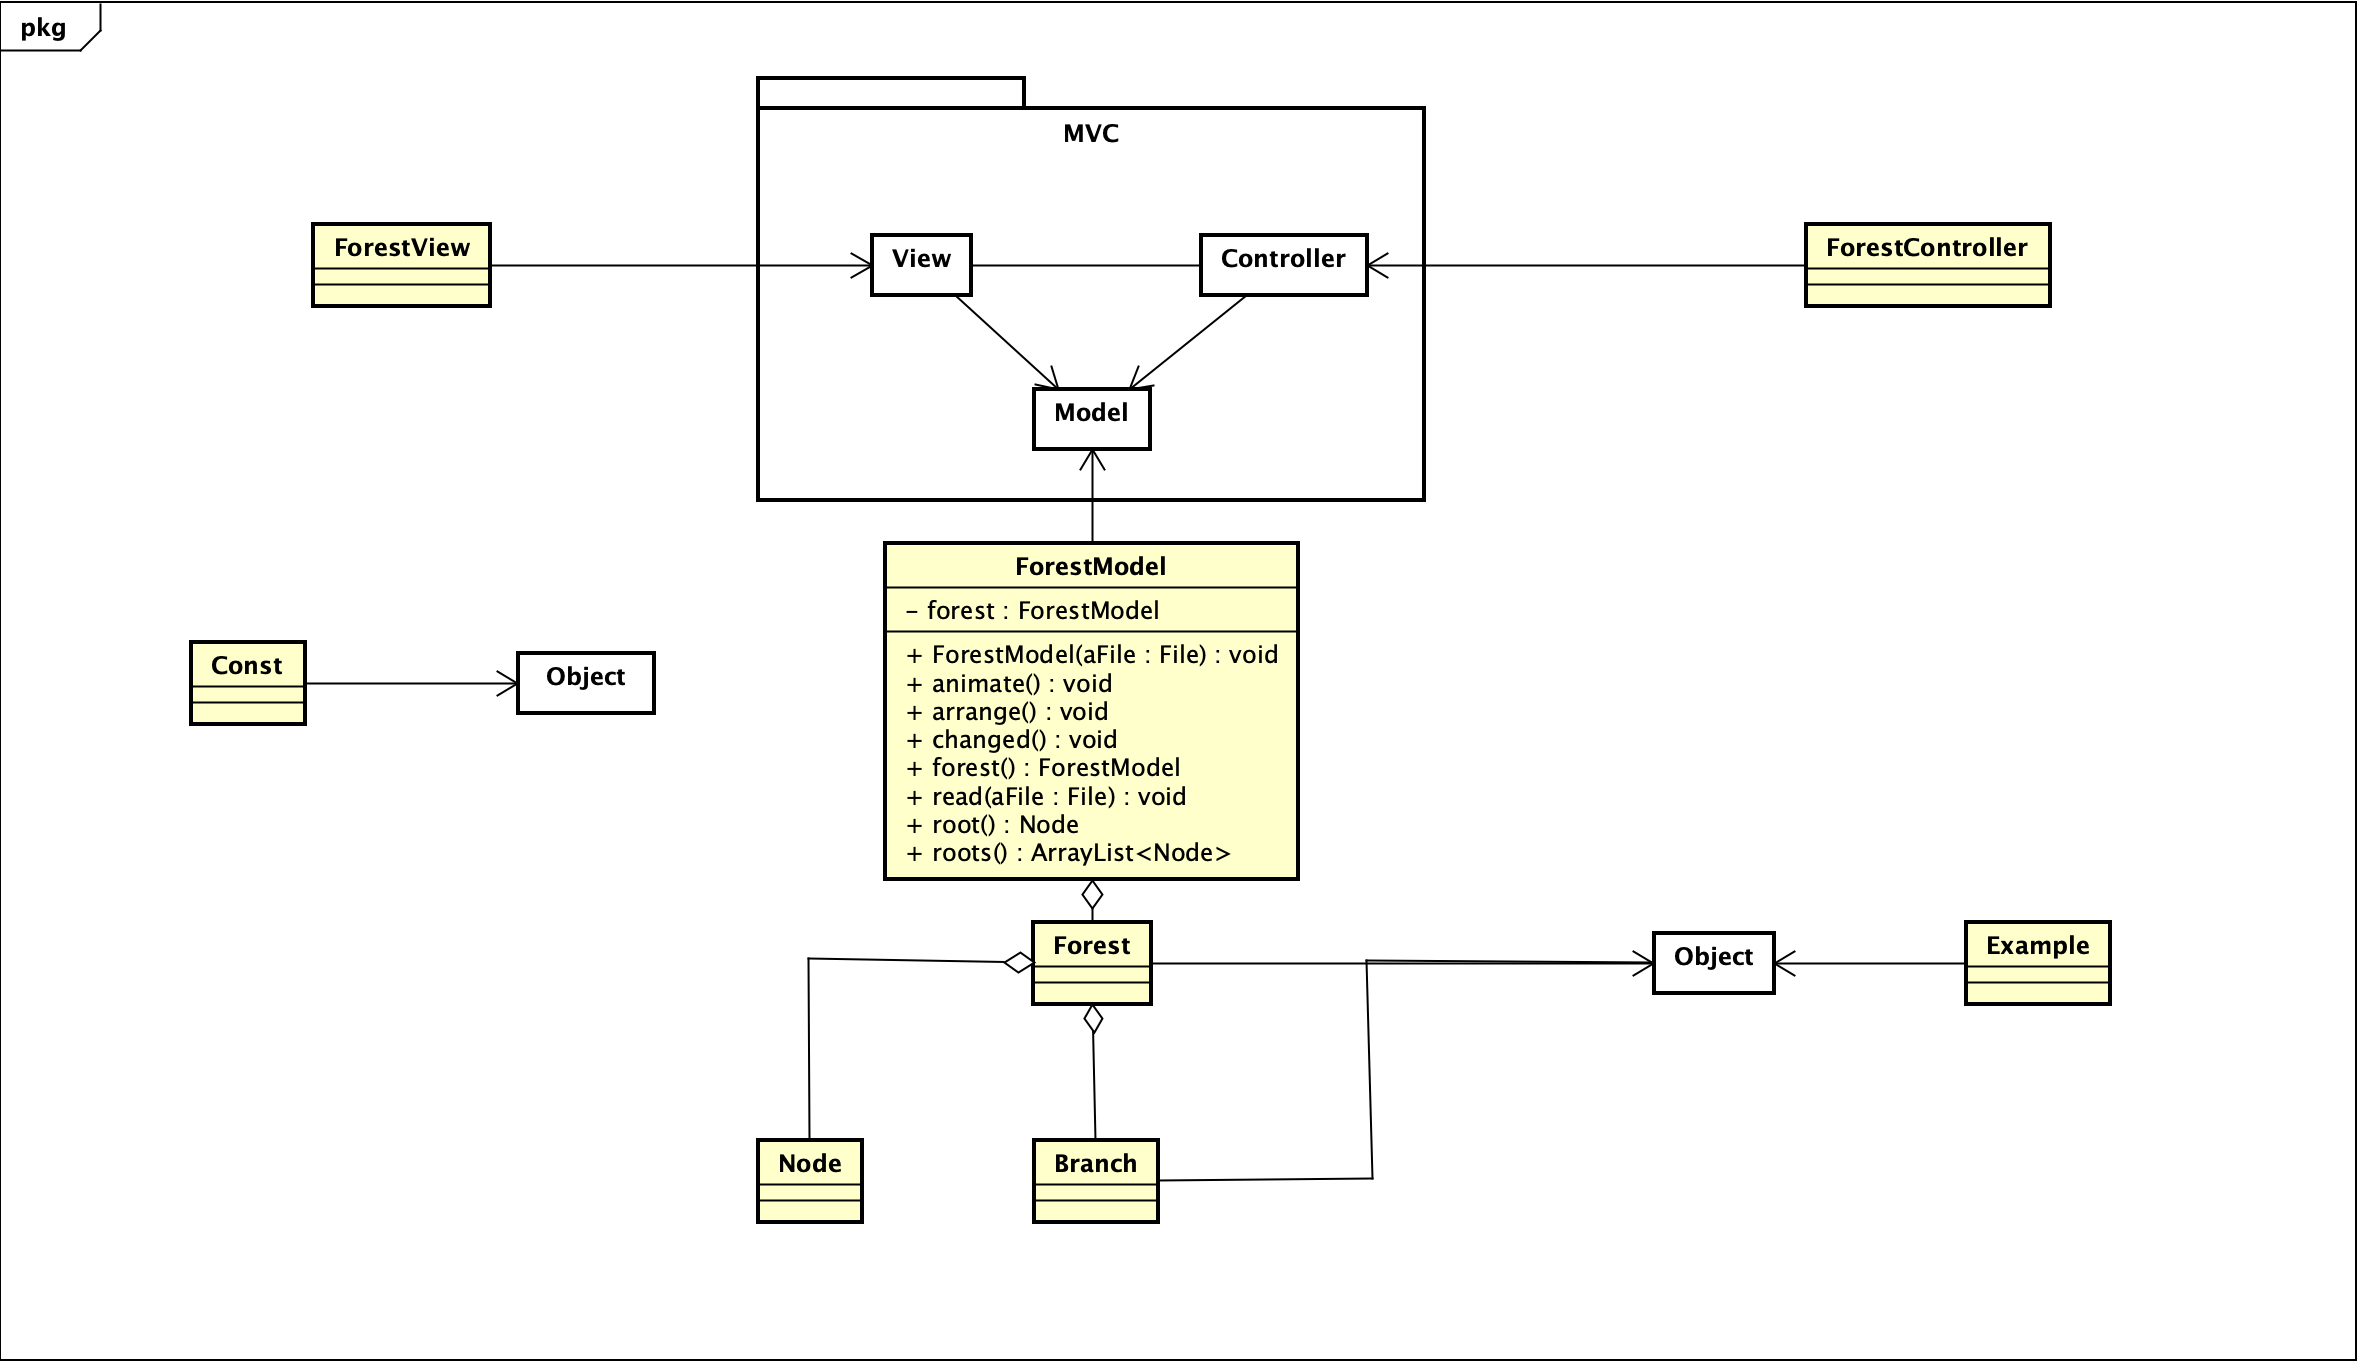 pkg
MVC
ForestView
View
Controller
ForestController
Model
ForestModel
- forest : ForestModel
+ ForestModel(aFile : File) : void
+ animate() : void
+ arrange() : void
+ changed() : void
+ forest() : ForestModel
+ read(aFile : File) : void
+ root() : Node
+ roots() : ArrayList<Node>
Const
Object
Forest
Object
Example
Node
Branch